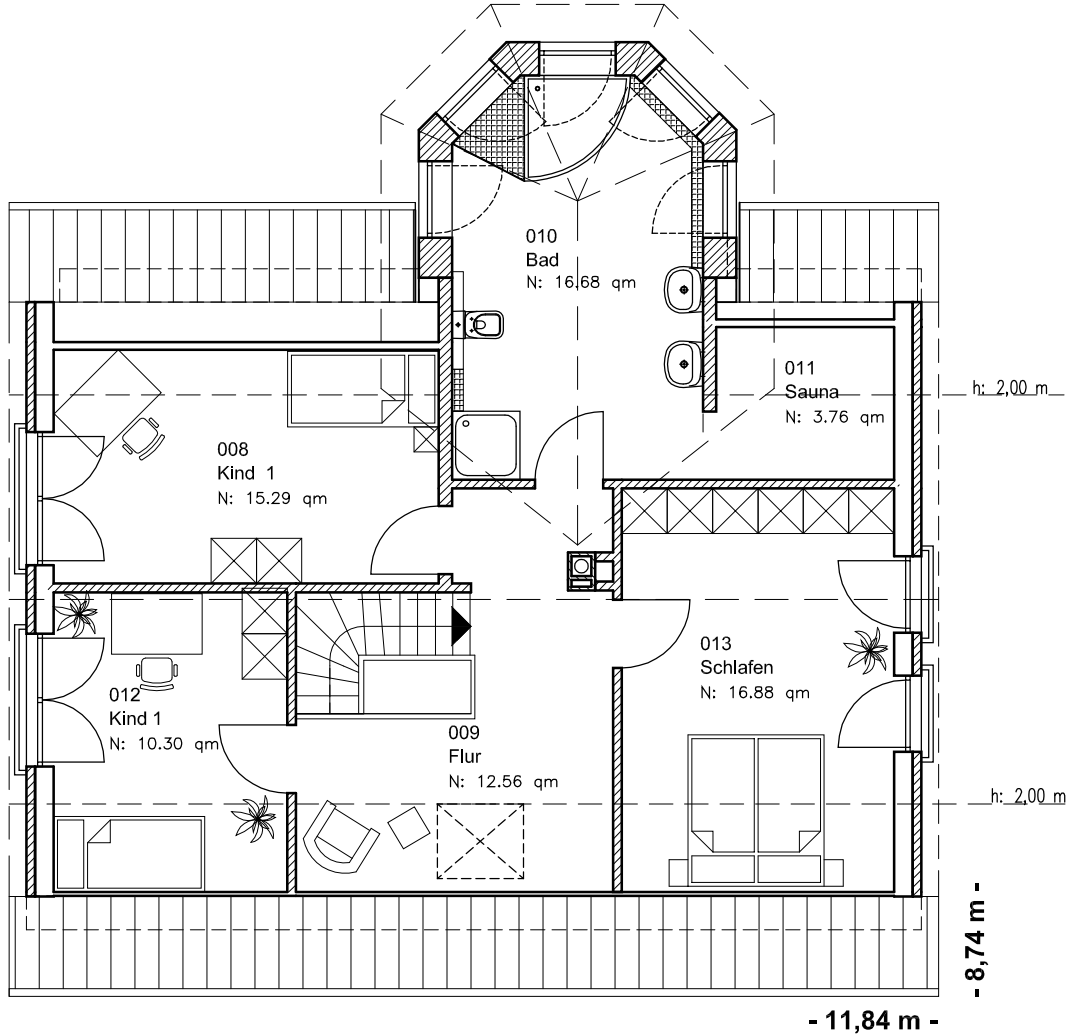 010
Bad
N: 16.68 qm
011
Sauna
N: 3.76 qm
h: 2,00 m
008
Kind 1
N: 15.29 qm
013
Schlafen
N: 16.88 qm
012
Kind 1
N: 10.30 qm
009
Flur
N: 12.56 qm
h: 2,00 m
- 8,74 m -
- 11,84 m -